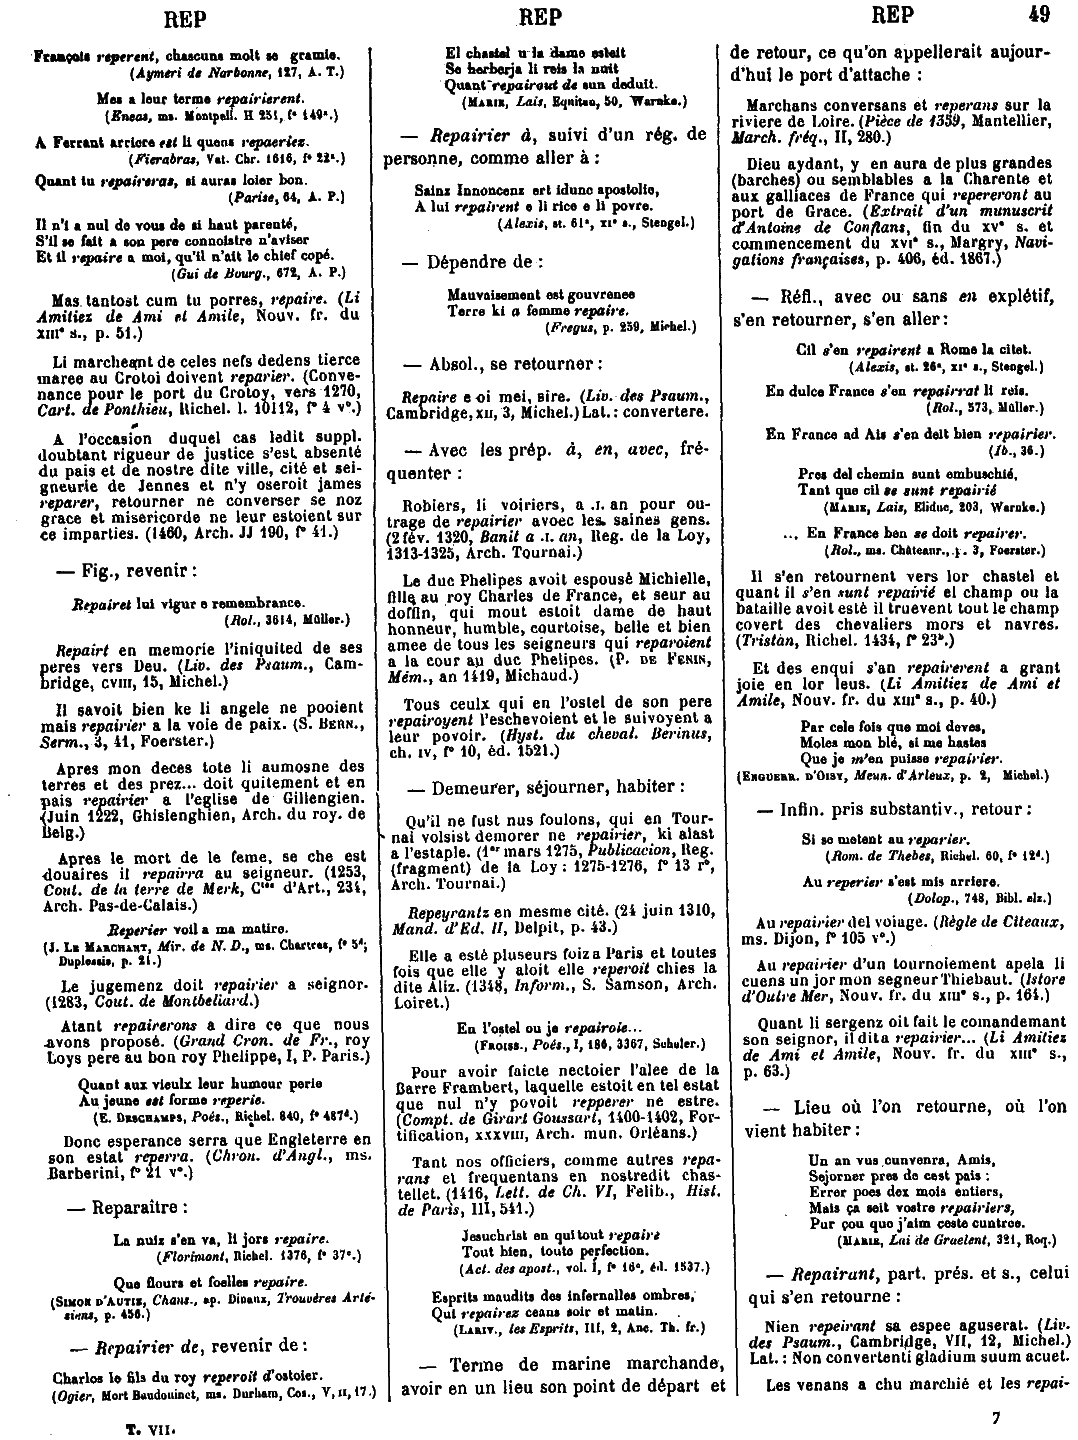 REP
REP
REP 49
François reperent, chascuns molt se gramie.
(Aymeri de Narbonne, 127, A. T.)
Mes a leur terme repairierent.
(Eneas, ms. Montpell. H 251, f° 149ª.)
A Ferrant arriere est li quens repaeriez.
(Fierabras, Vat. Chr. 1616, f° 22ª.)
Quant tu repaireras, si auras loier bon.
(Parise, 64, A. P.)
Il n'i a nul de vous de si haut parenté,
S'il se fait a son pere connoistre n'aviser
Et il repaire a moi, qu'il n'ait le chief copé.
(Gui de Bourg., 672, A. P.)
Mas tantost cum tu porres, repaire. (Li
Amitiez de Ami et Amile, Nouv. fr. du
XIIIᵉ s., p. 51.)
Li marcheant de celes nefs dedens tierce
maree au Crotoi doivent reparier. (Conve-
nance pour le port du Crotoy, vers 1270,
Cart. de Ponthieu, Richel. l. 10112, f° 4 v°.)
A l'occasion duquel cas ledit suppl.
doubtant rigueur de justice s'est absenté
du pais et de nostre dite ville, cité et sei-
gneurie de Jennes et n'y oseroit james
reparer, retourner ne converser se noz
grace et misericorde ne leur estoient sur
ce imparties. (1460, Arch. JJ 190, f° 41.)
— Fig., revenir :
Repairet lui vigur e remembrance.
(Rol., 3614, Müller.)
Repairt en memorie l'iniquited de ses
peres vers Deu. (Liv. des Psaum., Cam-
bridge, CVIII, 15, Michel.)
Il savoit bien ke li angele ne pooient
mais repairier a la voie de paix. (S. BERN.,
Serm., 3, 41, Foerster.)
Apres mon deces tote li aumosne des
terres et des prez... doit quitement et en
pais repairier a l'eglise de Gillengien.
(Juin 1222, Ghislenghien, Arch. du roy. de
Belg.)
Apres le mort de le feme, se che est
douaires il repairra au seigneur. (1253,
Cout. de la terre de Merk, Cᵗᵉˢ d'Art., 234,
Arch. Pas-de-Calais.)
Reperier voil a ma matire.
(J. LE MARCHANT, Mir. de N. D., ms. Chartres, f° 5ᵈ;
Duplessis, p. 21.)
Le jugemenz doit repairier a seignor.
(1283, Cout. de Montbeliard.)
Atant repairerons a dire ce que nous
avons proposé. (Grand Cron. de Fr., roy
Loys pere au bon roy Phelippe, I, P. Paris.)
Quant aux vieulx leur humour perie
Au jeune est forme reperie.
(E. DESCHAMPS, Poés., Richel. 840, f° 487ᵈ.)
Donc esperance serra que Engleterre en
son estat reperra. (Chron. d'Angl., ms.
Barberini, f° 21 v°.)
— Reparaître :
La nuiz s'en va, li jors repaire.
(Florimont, Richel. 1376, f° 37ᵉ.)
Que flours et foelles repaire.
(SIMON D'AUTIE, Chans., ap. Dinaux, Trouvères Arté-
siens, p. 456.)
— Repairier de, revenir de :
Charlos le fils du roy reperoit d'ostoier.
(Ogier, Mort Baudouinet, ms. Durham, Cos., V, II, 17.)
T. VII.
El chastel u la dame esteit
Se herberja li reis la nuit
Quant repairout de sun deduit.
(MARIE, Lais, Equitan, 50, Warnke.)
— Repairier à, suivi d'un rég. de
personne, comme aller à :
Sainz Innoncenz ert idunc apostolie,
A lui repairent e li rice e li povre.
(Alexis, st. 61ª, XIᵉ s., Stengel.)
— Dépendre de :
Mauvaisement est gouvrenee
Terre ki a femme repaire.
(Fregus, p. 259, Michel.)
— Absol., se retourner :
Repaire e oi mei, sire. (Liv. des Psaum.,
Cambridge, XII, 3, Michel.) Lat. : convertere.
— Avec les prép. à, en, avec, fré-
quenter :
Robiers, li voiriers, a .I. an pour ou-
trage de repairier avoec les saines gens.
(2 fév. 1320, Banit a .I. an, Reg. de la Loy,
1313-1325, Arch. Tournai.)
Le duc Phelipes avoit espousé Michielle,
fille au roy Charles de France, et seur au
doffin, qui mout estoit dame de haut
honneur, humble, courtoise, belle et bien
amee de tous les seigneurs qui reparoient
a la cour au duc Phelipes. (P. DE FENIN,
Mém., an 1419, Michaud.)
Tous ceulx qui en l'ostel de son pere
repairoyent l'eschevoient et le suivoyent a
leur povoir. (Hyst. du cheval. Berinus,
ch. IV, f° 10, éd. 1521.)
— Demeurer, séjourner, habiter :
Qu'il ne fust nus foulons, qui en Tour-
nai volsist demorer ne repairier, ki alast
a l'estaple. (1ᵉʳ mars 1275, Publicacion, Reg.
(fragment) de la Loy : 1275-1276, f° 13 r°,
Arch. Tournai.)
Repeyrantz en mesme cité. (24 juin 1310,
Mand. d'Ed. II, Delpit, p. 43.)
Elle a esté pluseurs foiz a Paris et toutes
fois que elle y aloit elle reperoit chies la
dite Aliz. (1348, Inform., S. Samson, Arch.
Loiret.)
En l'ostel ou je repairoie...
(FROISS., Poés., I, 186, 3367, Scheler.)
Pour avoir faicte nectoier l'alee de la
Barre Frambert, laquelle estoit en tel estat
que nul n'y povoit repperer ne estre.
(Compt. de Girart Goussart, 1400-1402, For-
tification, XXXVIII, Arch. mun. Orléans.)
Tant nos officiers, comme autres repa-
rans et frequentans en nostredit chas-
tellet. (1416, Lett. de Ch. VI, Felib., Hist.
de Paris, III, 541.)
Jesuchrist en qui tout repaire
Tout bien, toute perfection.
(Act. des apost., vol. I, f° 16ᵉ, éd. 1537.)
Esprits maudits des infernalles ombres,
Qui repairez ceans soir et matin.
(LARIV., les Esprits, III, 2, Anc. Th. fr.)
— Terme de marine marchande,
avoir en un lieu son point de départ et
de retour, ce qu'on appellerait aujour-
d'hui le port d'attache :
Marchans conversans et reperans sur la
riviere de Loire. (Pièce de 1359, Mantellier,
March. fréq., II, 280.)
Dieu aydant, y en aura de plus grandes
(barches) ou semblables a la Charente et
aux galliaces de France qui repereront au
port de Grace. (Extrait d'un munuscrit
d'Antoine de Conflans, fin du XVᵉ s. et
commencement du XVIᵉ s., Margry, Navi-
gations françaises, p. 406, éd. 1867.)
— Réfl., avec ou sans en explétif,
s'en retourner, s'en aller :
Cil s'en repairent a Rome la citet.
(Alexis, st. 26ᵉ, XIᵉ s., Stengel.)
En dulce France s'en repairrat li reis.
(Rol., 573, Müller.)
En France ad Ais s'en deit bien repairier.
(Ib., 36.)
Pres del chemin sunt embuschié,
Tant que cil se sunt repairié
(MARIE, Lais, Eliduc, 203, Warnke.)
... En France ben se doit repairer.
(Rol., ms. Châteaur., p. 3, Foerster.)
Il s'en retournent vers lor chastel et
quant il s'en sunt repairié el champ ou la
bataille avoit esté il truevent tout le champ
covert des chevaliers mors et navres.
(Tristan, Richel. 1434, f° 23ᵇ.)
Et des enqui s'an repairerent a grant
joie en lor leus. (Li Amitiez de Ami et
Amile, Nouv. fr. du XIIIᵉ s., p. 40.)
Par cele fois que moi deves,
Moles mon blé, si me hastes
Que je m'en puisse repairier.
(ENGUERR. D'OISY, Meun. d'Arleux, p. 2, Michel.)
— Infin. pris substantiv., retour :
Si se metent au reparier.
(Rom. de Thebes, Richel. 60, f° 12ᵈ.)
Au reperier s'est mis arriere.
(Dolop., 748, Bibl. elz.)
Au repairier del voiage. (Règle de Citeaux,
ms. Dijon, f° 105 v°.)
Au repairier d'un tournoiement apela li
cuens un jor mon segneur Thiebaut. (Istore
d'Outre Mer, Nouv. fr. du XIIIᵉ s., p. 164.)
Quant li sergenz oit fait le comandemant
son seignor, il dit a repairier... (Li Amitiez
de Ami et Amile, Nouv. fr. du XIIIᵉ s.,
p. 63.)
— Lieu où l'on retourne, où l'on
vient habiter :
Un an vus cunvenra, Amis,
Sejorner pres de cest païs :
Errer poes dex mois entiers,
Mais ça seit vostre repairiers,
Pur çou que j'aim ceste cuntree.
(MARIE, Lai de Graelent, 321, Roq.)
— Repairant, part. prés. et s., celui
qui s'en retourne :
Nien repeirant sa espee aguserat. (Liv.
des Psaum., Cambridge, VII, 12, Michel.)
Lat. : Non convertenti gladium suum acuet.
Les venans a chu marchié et les repai-
7